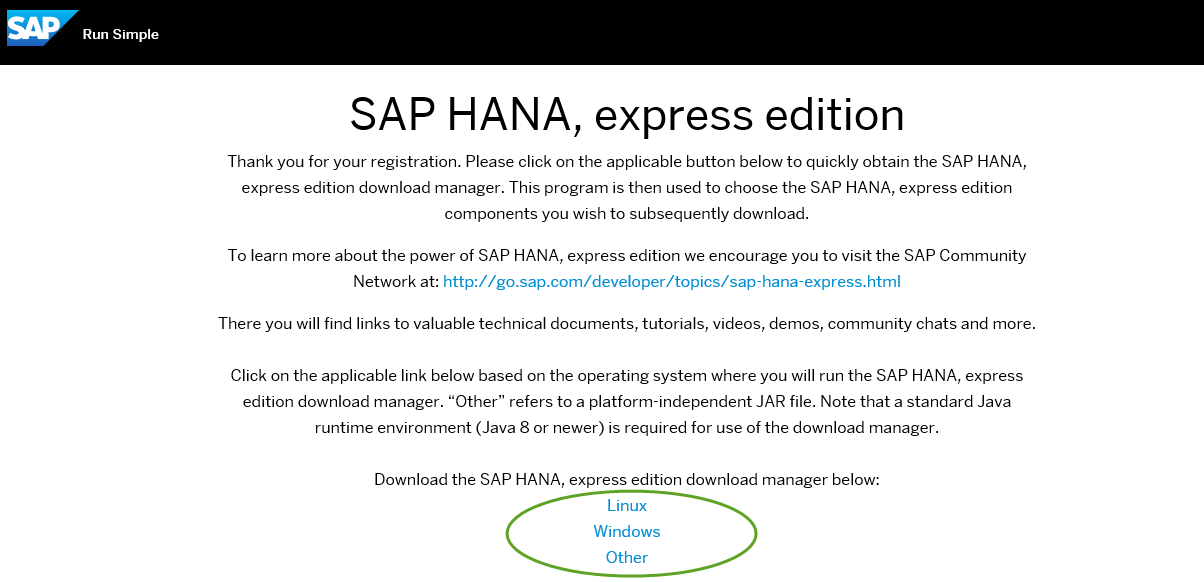 SAP
Run Simple
SAP HANA, express edition
Thank you for your registration. Please click on the applicable button below to quickly obtain the SAP HANA,
express edition download manager. This program is then used to choose the SAP HANA, express edition
components you wish to subsequently download.
To learn more about the power of SAP HANA, express edition we encourage you to visit the SAP Community
Network at: http://go.sap.com/developer/topics/sap-hana-express.html
There you will find links to valuable technical documents, tutorials, videos, demos, community chats and more.
Click on the applicable link below based on the operating system where you will run the SAP HANA, express
edition download manager. “Other” refers to a platform-independent JAR file. Note that a standard Java
runtime environment (Java 8 or newer) is required for use of the download manager.
Download the SAP HANA, express edition download manager below:
Linux
Windows
Other